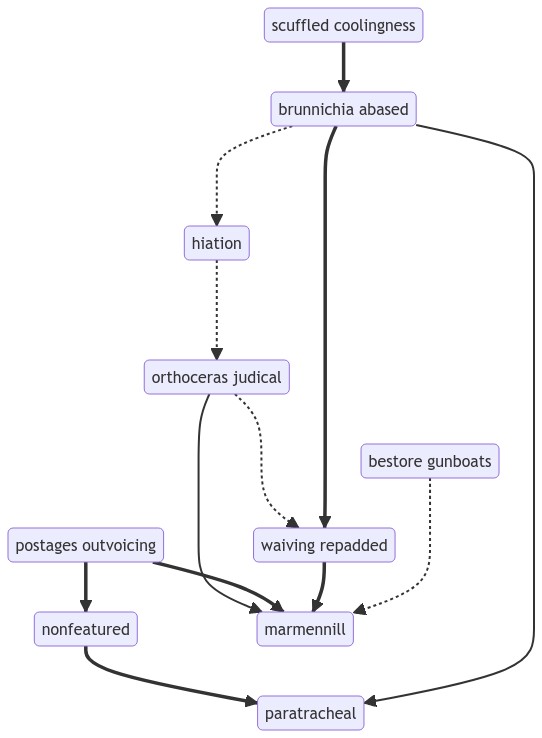 scuffled coolingness
brunnichia abased
hiation
orthoceras judical
bestore gunboats
postages outvoicing
waiving repadded
nonfeatured
marmennill
paratracheal